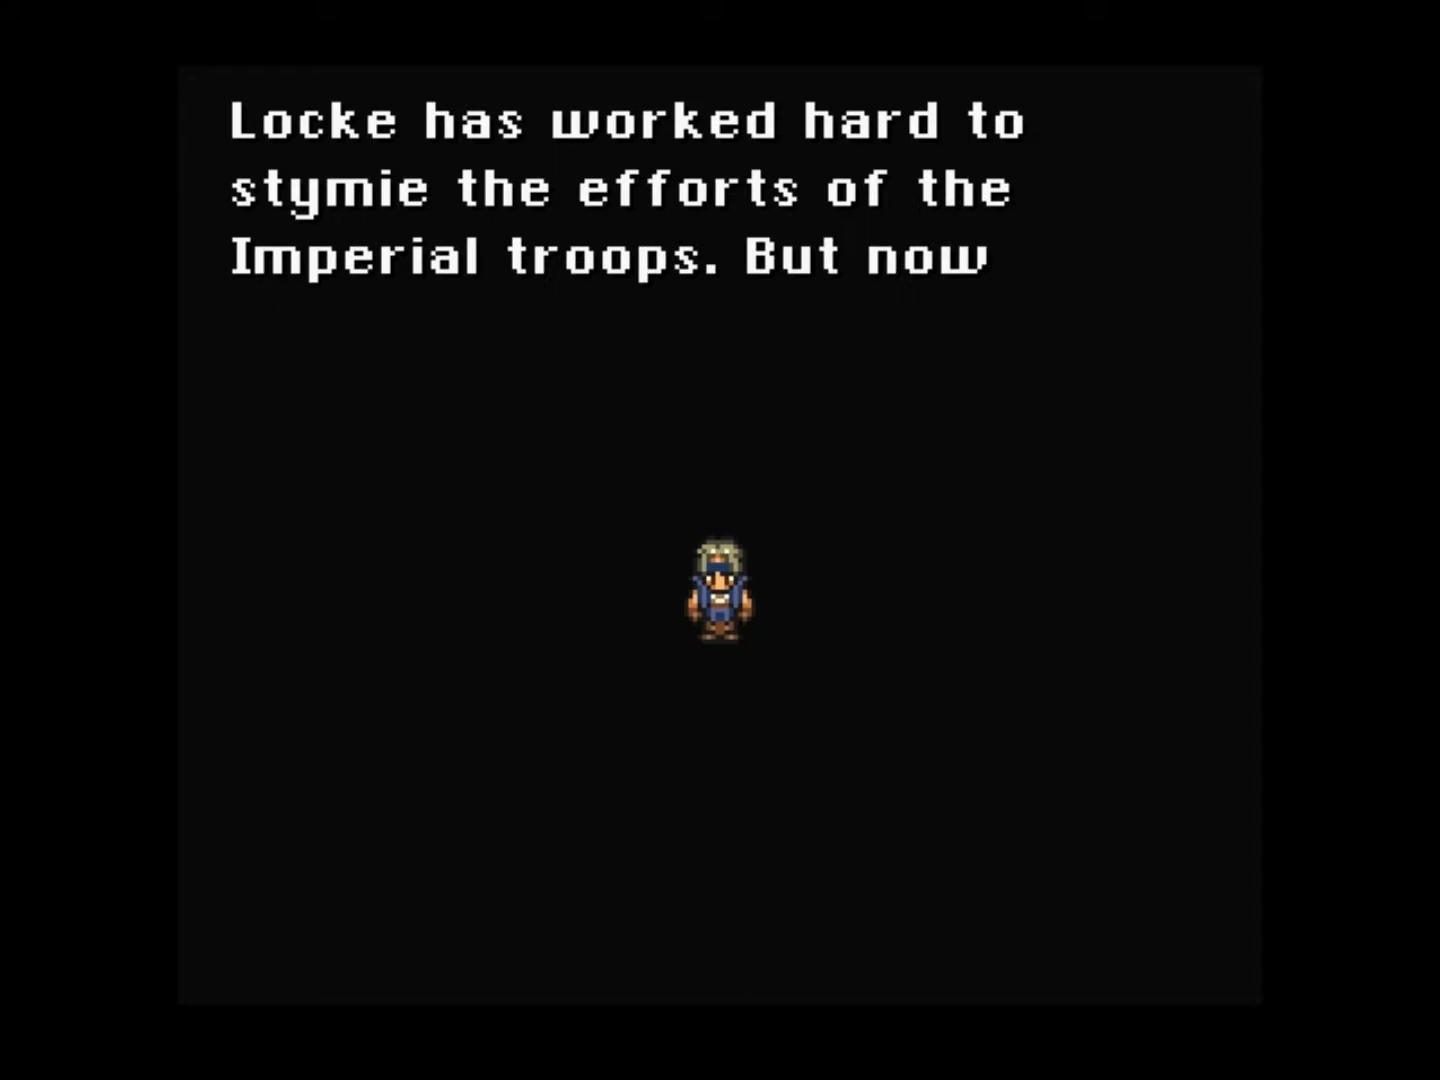 Locke has worked hard to
stymie the efforts of the
Imperial troops. But now